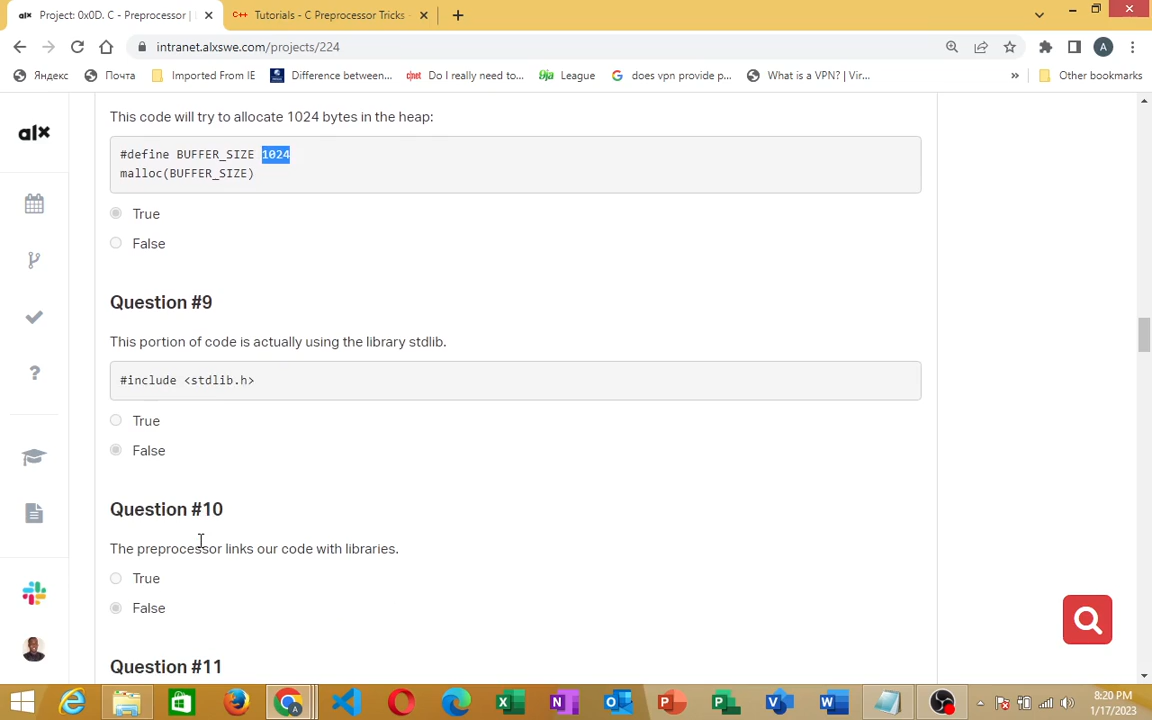 Project: 0x0D. C - Preprocessor |
C++ Tutorials - C Preprocessor Tricks
intranet.alxswe.com/projects/224
A
Яндекс
Почта
Imported From IE
Difference between...
cnet Do I really need to...
9ja League
does vpn provide p...
What is a VPN? | Vir...
»
Other bookmarks
alx
This code will try to allocate 1024 bytes in the heap:
#define BUFFER_SIZE 1024
malloc(BUFFER_SIZE)
True
False
Question #9
This portion of code is actually using the library stdlib.
#include <stdlib.h>
True
False
Question #10
The preprocessor links our code with libraries.
True
False
Question #11
8:20 PM
1/17/2023